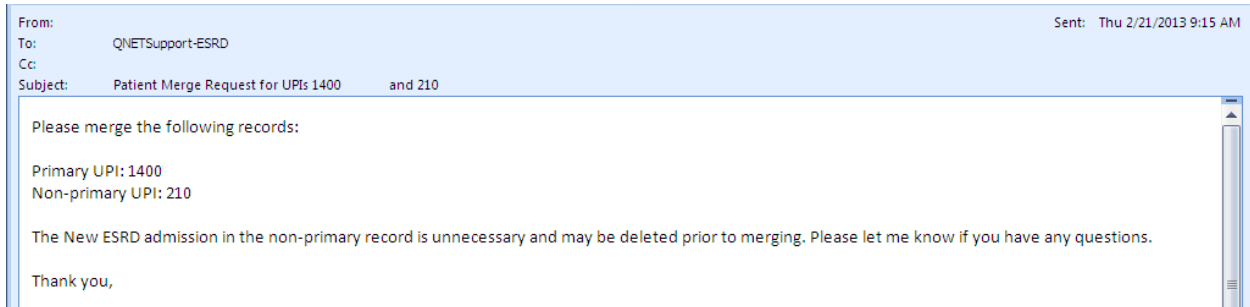 From: Sent: Thu 2/21/2013 9:15 AM
To: QNETSupport-ESRD
Cc:
Subject: Patient Merge Request for UPIs 1400 and 210
Please merge the following records:
Primary UPI: 1400
Non-primary UPI: 210
The New ESRD admission in the non-primary record is unnecessary and may be deleted prior to merging. Please let me know if you have any questions.
Thank you,